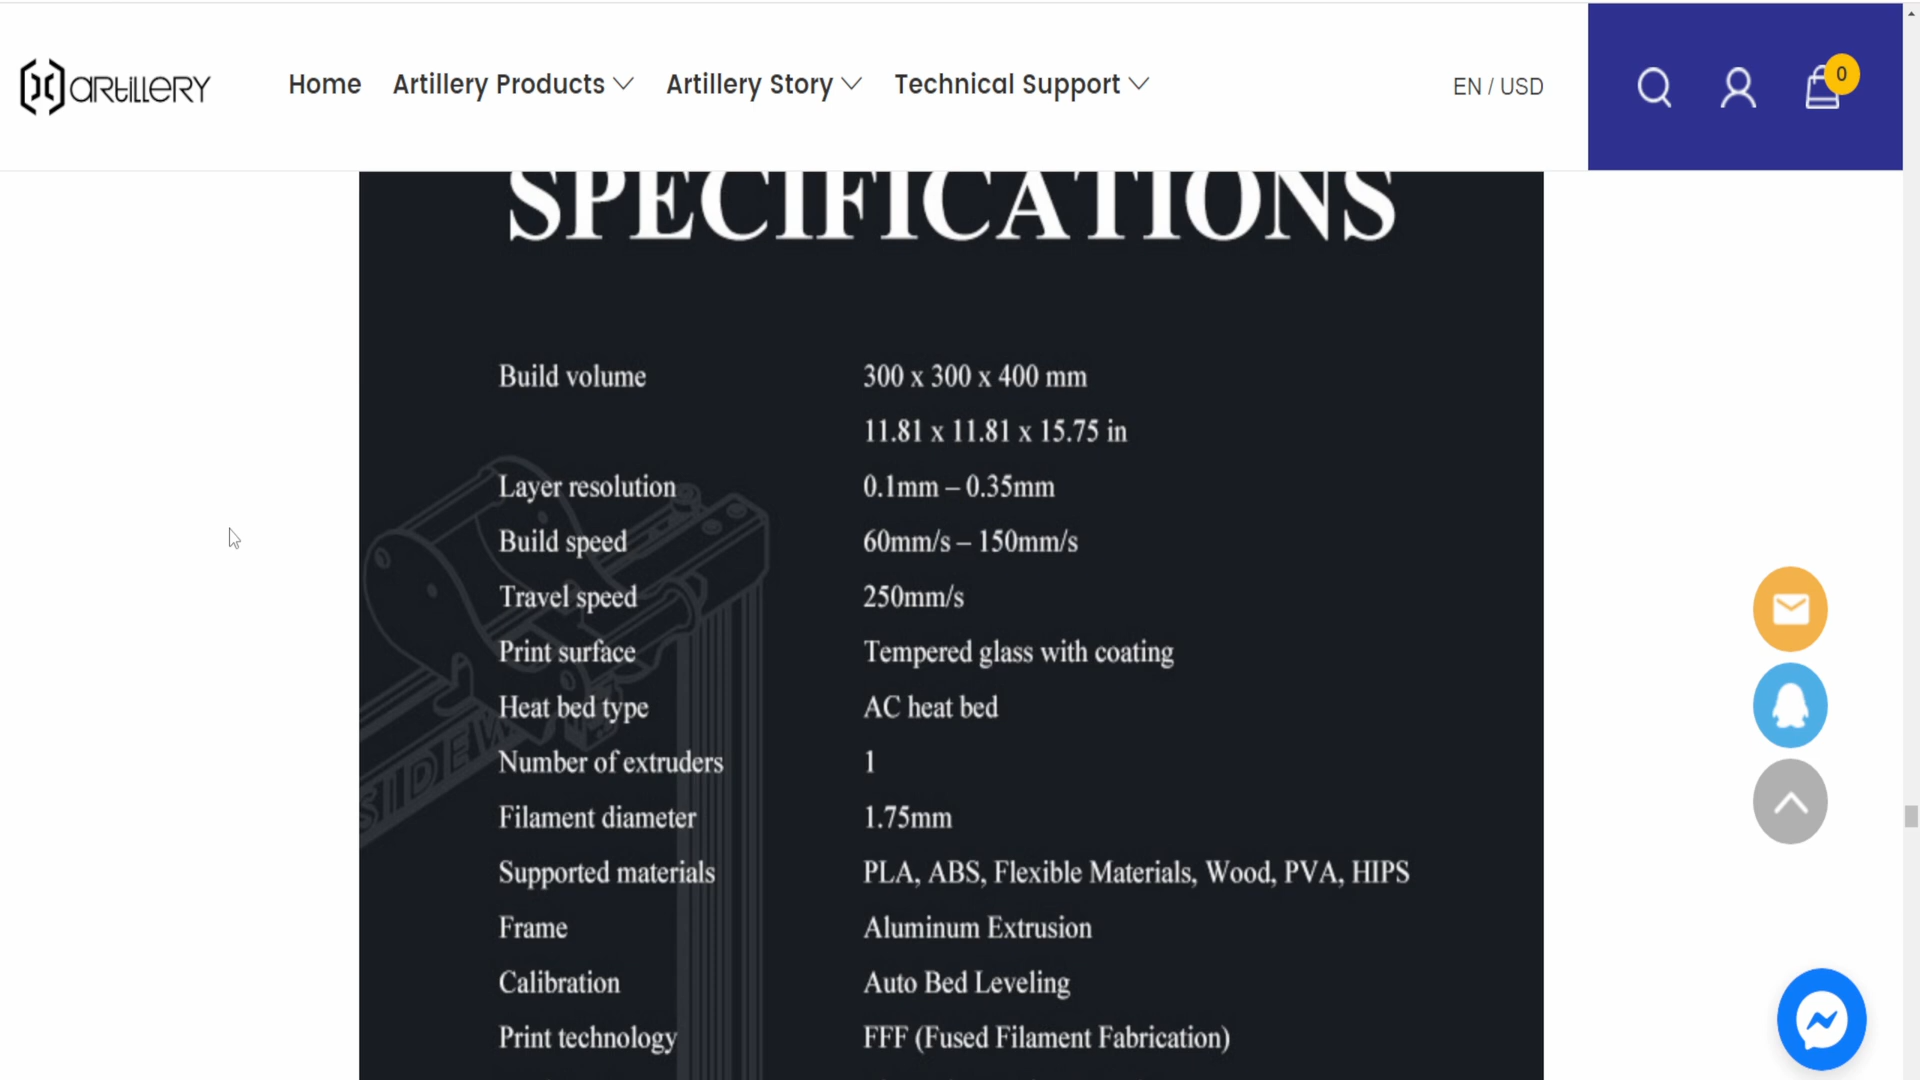 ARTILLERY
Home Artillery Products Artillery Story Technical Support EN / USD 0
SPECIFICATIONS
Build volume 300 x 300 x 400 mm
11.81 x 11.81 x 15.75 in
Layer resolution 0.1mm – 0.35mm
Build speed 60mm/s – 150mm/s
Travel speed 250mm/s
Print surface Tempered glass with coating
Heat bed type AC heat bed
Number of extruders 1
Filament diameter 1.75mm
Supported materials PLA, ABS, Flexible Materials, Wood, PVA, HIPS
Frame Aluminum Extrusion
Calibration Auto Bed Leveling
Print technology FFF (Fused Filament Fabrication)